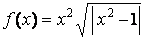 f(x) = x²√|x² − 1|